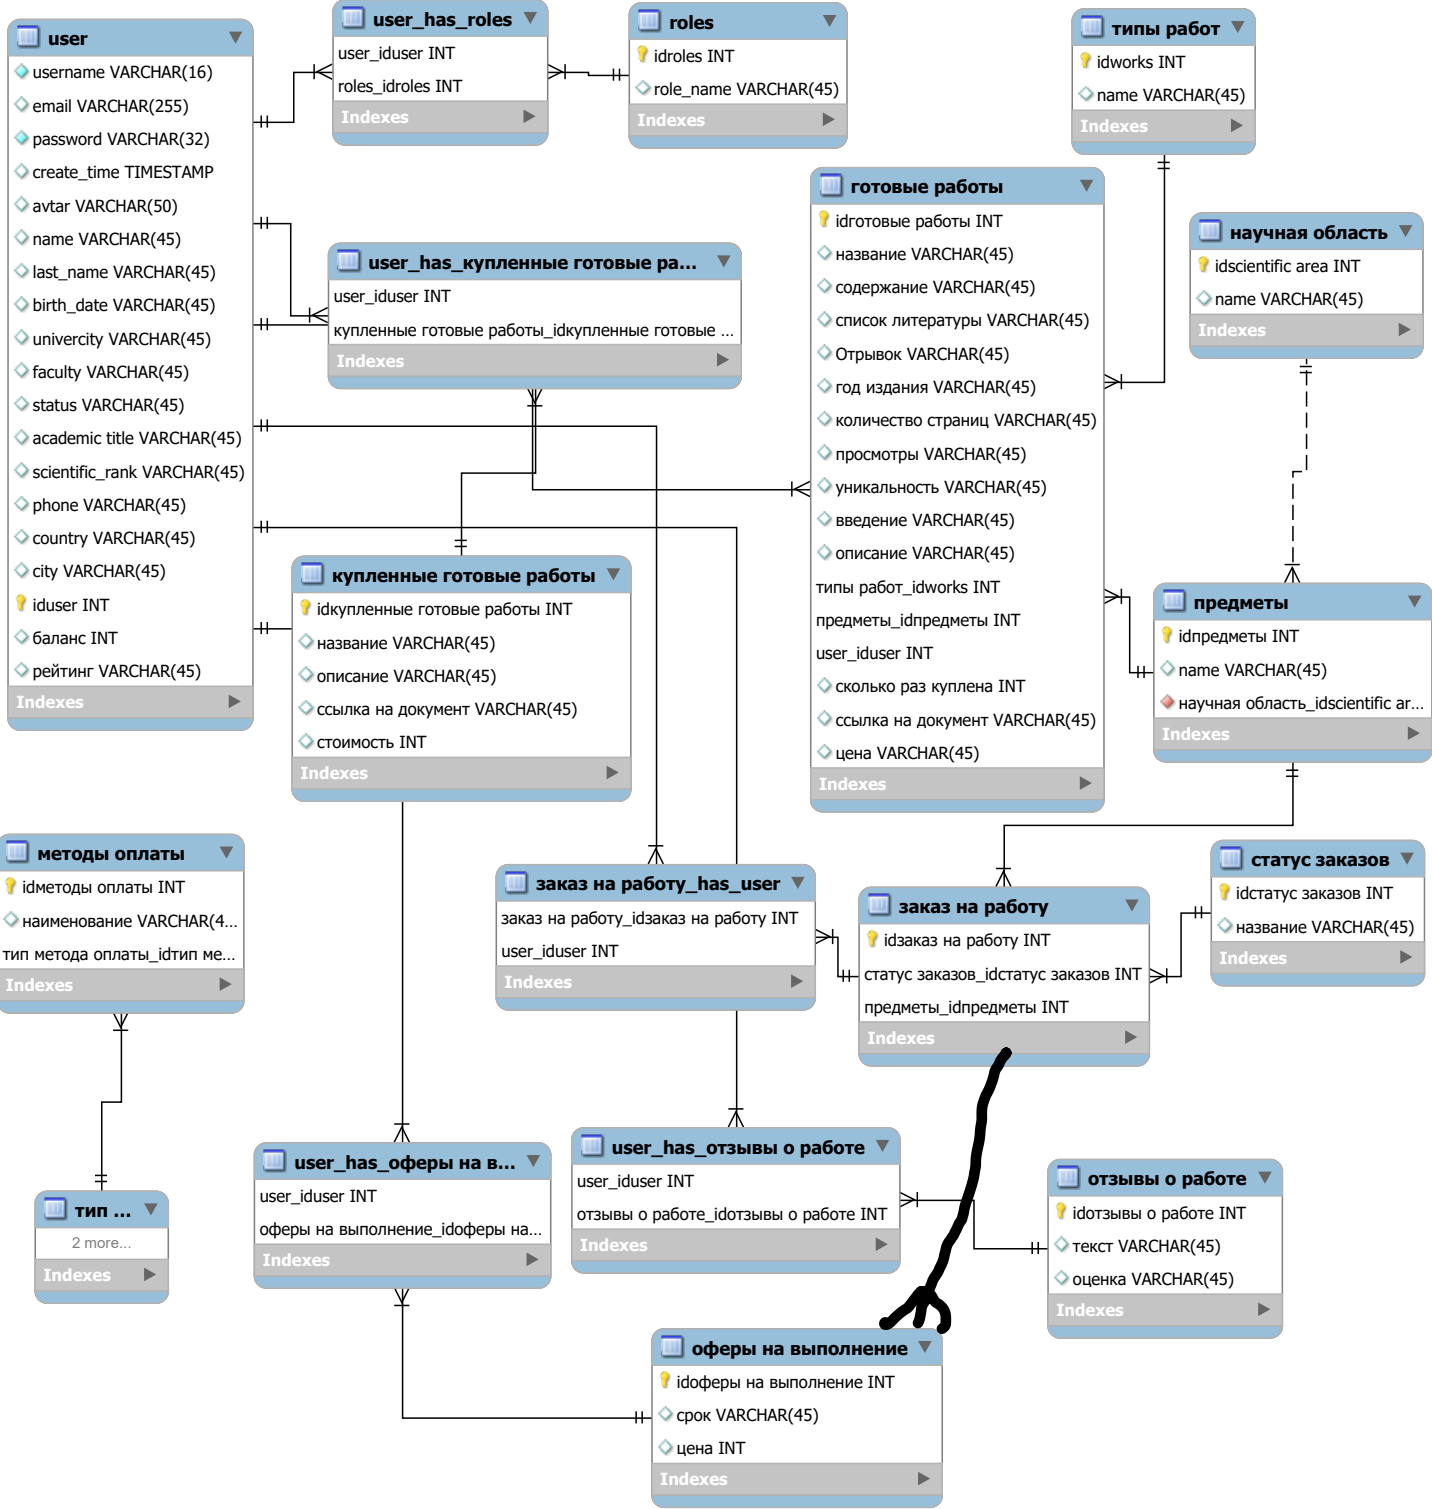 user
username VARCHAR(16)
email VARCHAR(255)
password VARCHAR(32)
create_time TIMESTAMP
avtar VARCHAR(50)
name VARCHAR(45)
last_name VARCHAR(45)
birth_date VARCHAR(45)
univercity VARCHAR(45)
faculty VARCHAR(45)
status VARCHAR(45)
academic title VARCHAR(45)
scientific_rank VARCHAR(45)
phone VARCHAR(45)
country VARCHAR(45)
city VARCHAR(45)
iduser INT
баланс INT
рейтинг VARCHAR(45)
Indexes
user_has_roles
user_iduser INT
roles_idroles INT
Indexes
roles
idroles INT
role_name VARCHAR(45)
Indexes
типы работ
idworks INT
name VARCHAR(45)
Indexes
user_has_купленные готовые ра...
user_iduser INT
купленные готовые работы_idкупленные готовые ...
Indexes
готовые работы
idготовые работы INT
название VARCHAR(45)
содержание VARCHAR(45)
список литературы VARCHAR(45)
Отрывок VARCHAR(45)
год издания VARCHAR(45)
количество страниц VARCHAR(45)
просмотры VARCHAR(45)
уникальность VARCHAR(45)
введение VARCHAR(45)
описание VARCHAR(45)
типы работ_idworks INT
предметы_idпредметы INT
user_iduser INT
сколько раз куплена INT
ссылка на документ VARCHAR(45)
цена VARCHAR(45)
Indexes
научная область
idscientific area INT
name VARCHAR(45)
Indexes
купленные готовые работы
idкупленные готовые работы INT
название VARCHAR(45)
описание VARCHAR(45)
ссылка на документ VARCHAR(45)
стоимость INT
Indexes
предметы
idпредметы INT
name VARCHAR(45)
научная область_idscientific ar...
Indexes
методы оплаты
idметоды оплаты INT
наименование VARCHAR(4...
тип метода оплаты_idтип ме...
Indexes
заказ на работу_has_user
заказ на работу_idзаказ на работу INT
user_iduser INT
Indexes
заказ на работу
idзаказ на работу INT
статус заказов_idстатус заказов INT
предметы_idпредметы INT
Indexes
статус заказов
idстатус заказов INT
название VARCHAR(45)
Indexes
тип ...
2 more...
Indexes
user_has_оферы на в...
user_iduser INT
оферы на выполнение_idоферы на...
Indexes
user_has_отзывы о работе
user_iduser INT
отзывы о работе_idотзывы о работе INT
Indexes
отзывы о работе
idотзывы о работе INT
текст VARCHAR(45)
оценка VARCHAR(45)
Indexes
оферы на выполнение
idоферы на выполнение INT
срок VARCHAR(45)
цена INT
Indexes